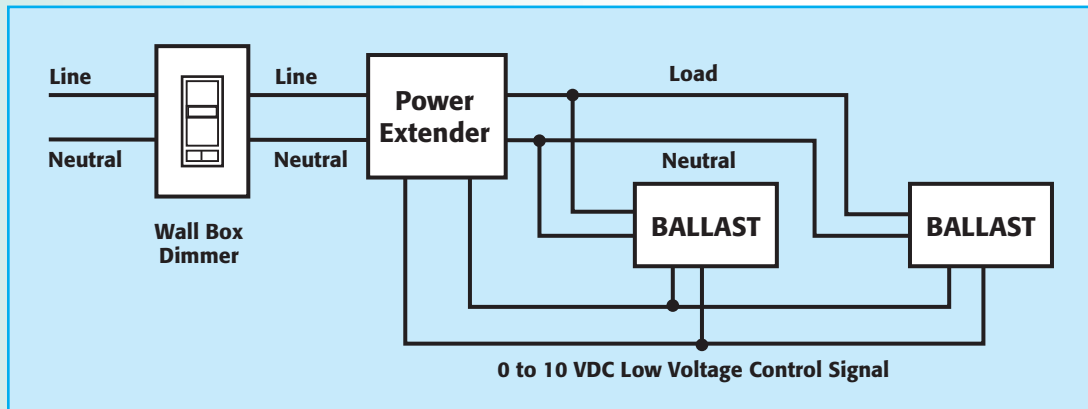 Line
Line
Load
Power
Extender
Neutral
Neutral
Neutral
Wall Box
Dimmer
BALLAST
BALLAST
0 to 10 VDC Low Voltage Control Signal